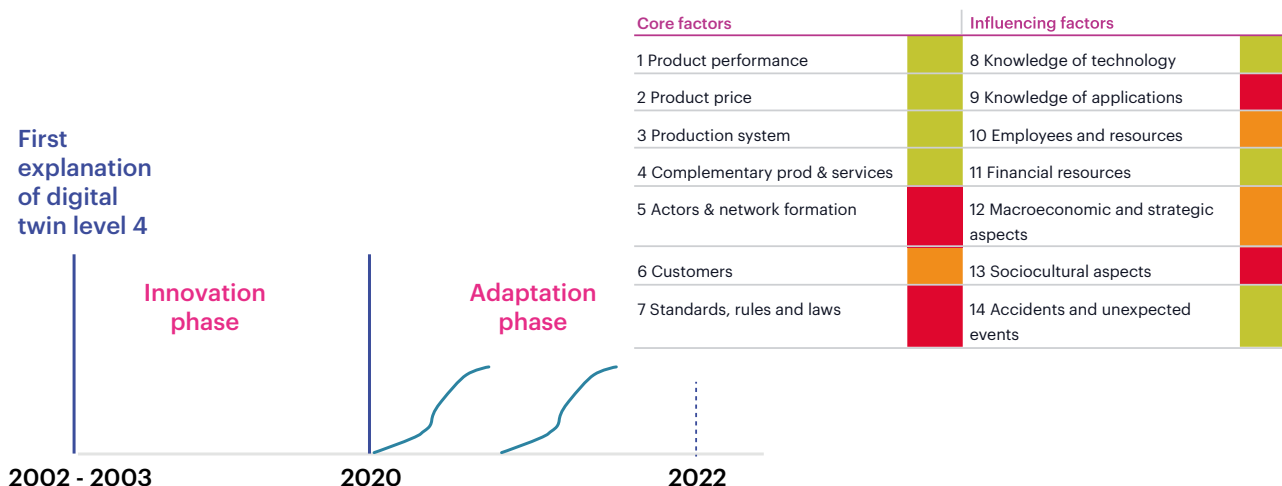 Core factors
Influencing factors
1 Product performance
8 Knowledge of technology
2 Product price
9 Knowledge of applications
3 Production system
10 Employees and resources
4 Complementary prod & services
11 Financial resources
5 Actors & network formation
12 Macroeconomic and strategic
aspects
6 Customers
13 Sociocultural aspects
7 Standards, rules and laws
14 Accidents and unexpected
events
First
explanation
of digital
twin level 4
Innovation
phase
Adaptation
phase
2002 - 2003
2020
2022